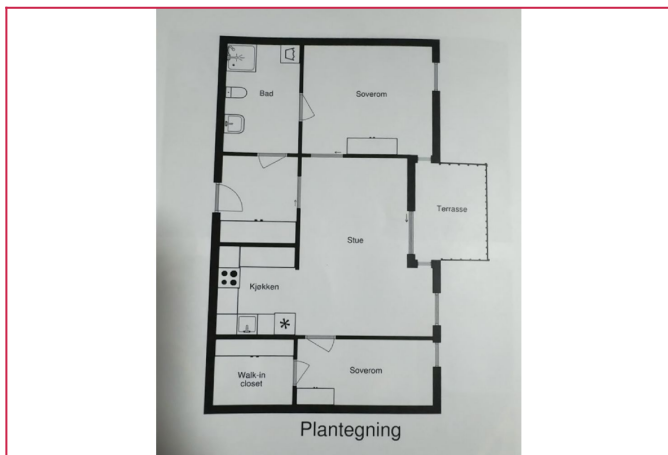 Bad
Soverom
Terrasse
Stue
Kjøkken
Walk-in
closet
Soverom
Plantegning